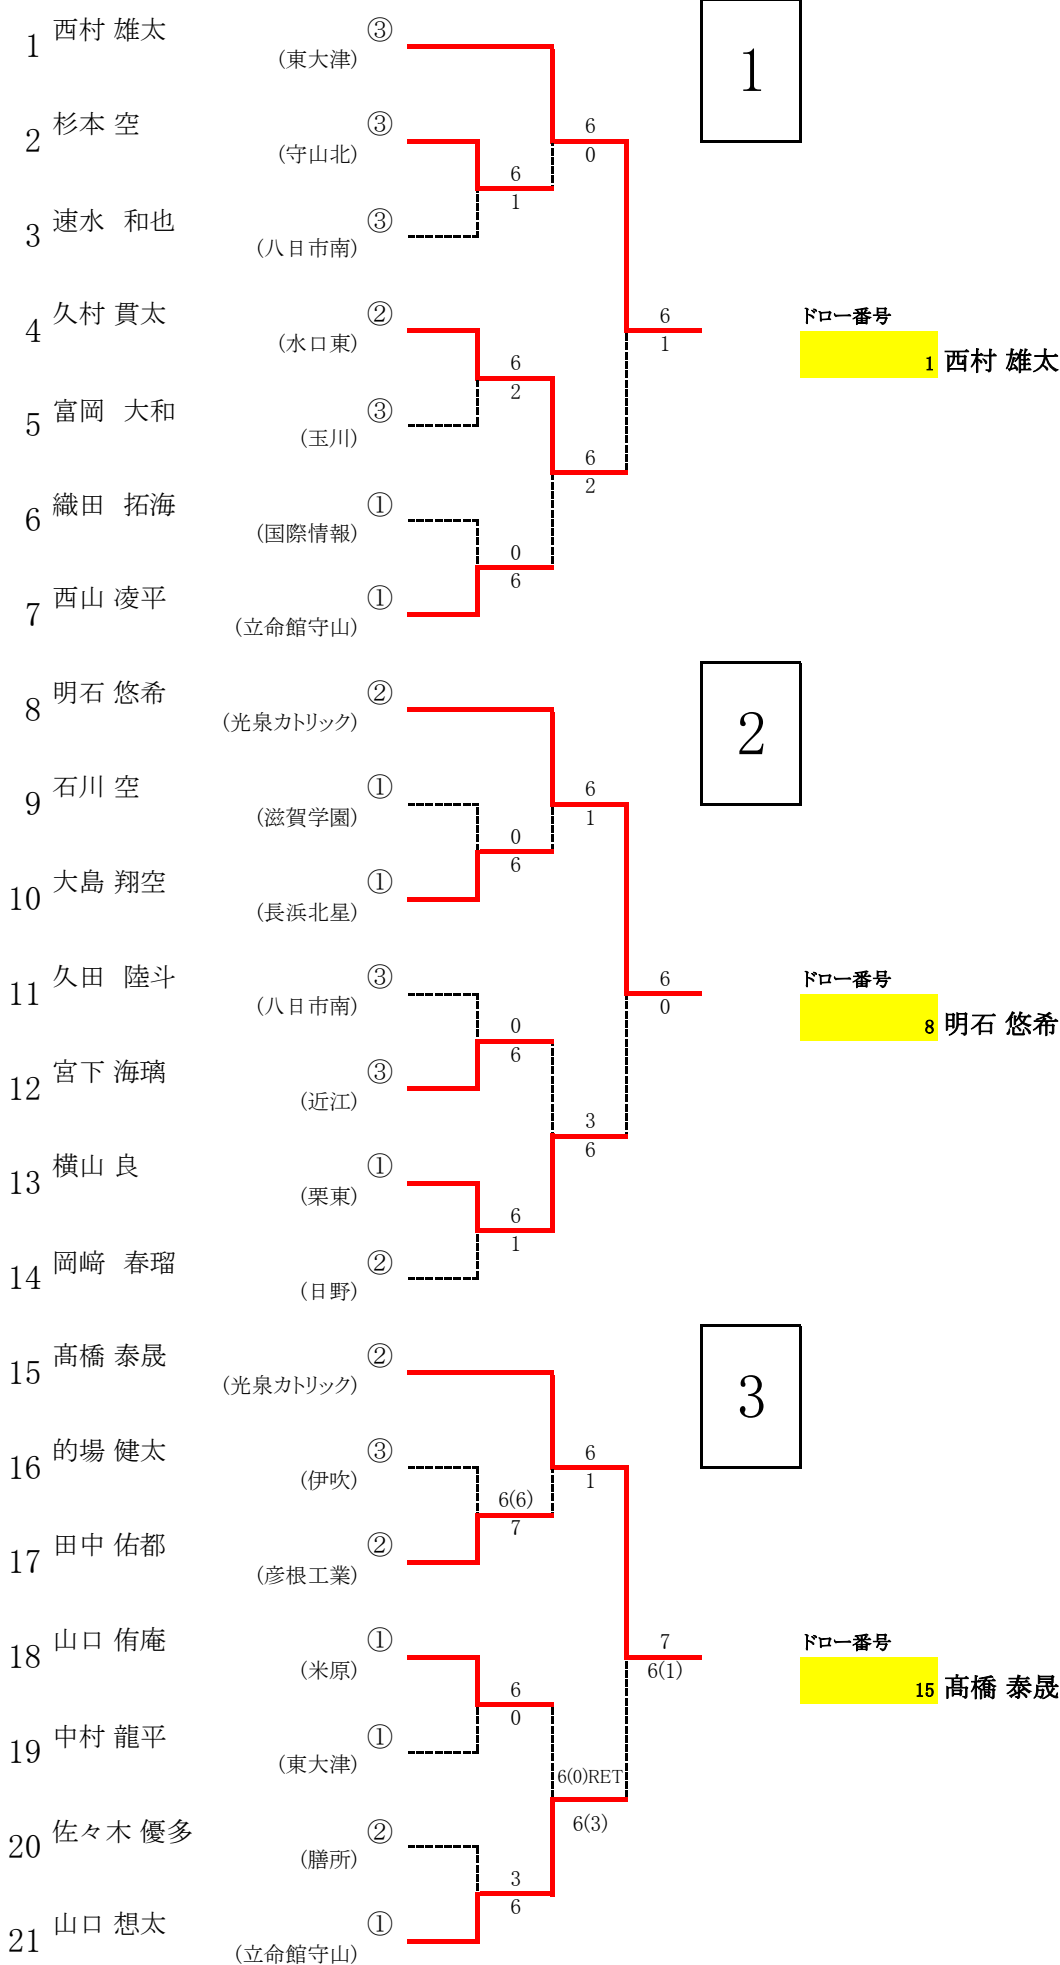 1 西村 雄太 ③
(東大津)
1
2 杉本 空 ③
(守山北)
6
0
6
1
3 速水 和也 ③
(八日市南)
4 久村 貫太 ②
(水口東)
6
1
ドロー番号
1 西村 雄太
6
2
5 富岡 大和 ③
(玉川)
6
2
6 織田 拓海 ①
(国際情報)
0
6
7 西山 凌平 ①
(立命館守山)
8 明石 悠希 ②
(光泉カトリック)
2
9 石川 空 ①
(滋賀学園)
6
1
0
6
10 大島 翔空 ①
(長浜北星)
11 久田 陸斗 ③
(八日市南)
6
0
ドロー番号
8 明石 悠希
0
6
12 宮下 海璃 ③
(近江)
3
6
13 横山 良 ①
(栗東)
6
1
14 岡﨑 春瑠 ②
(日野)
15 髙橋 泰晟 ②
(光泉カトリック)
3
16 的場 健太 ③
(伊吹)
6
1
6(6)
7
17 田中 佑都 ②
(彦根工業)
18 山口 侑庵 ①
(米原)
7
6(1)
ドロー番号
15 髙橋 泰晟
6
0
19 中村 龍平 ①
(東大津)
6(0)RET
6(3)
20 佐々木 優多 ②
(膳所)
3
6
21 山口 想太 ①
(立命館守山)